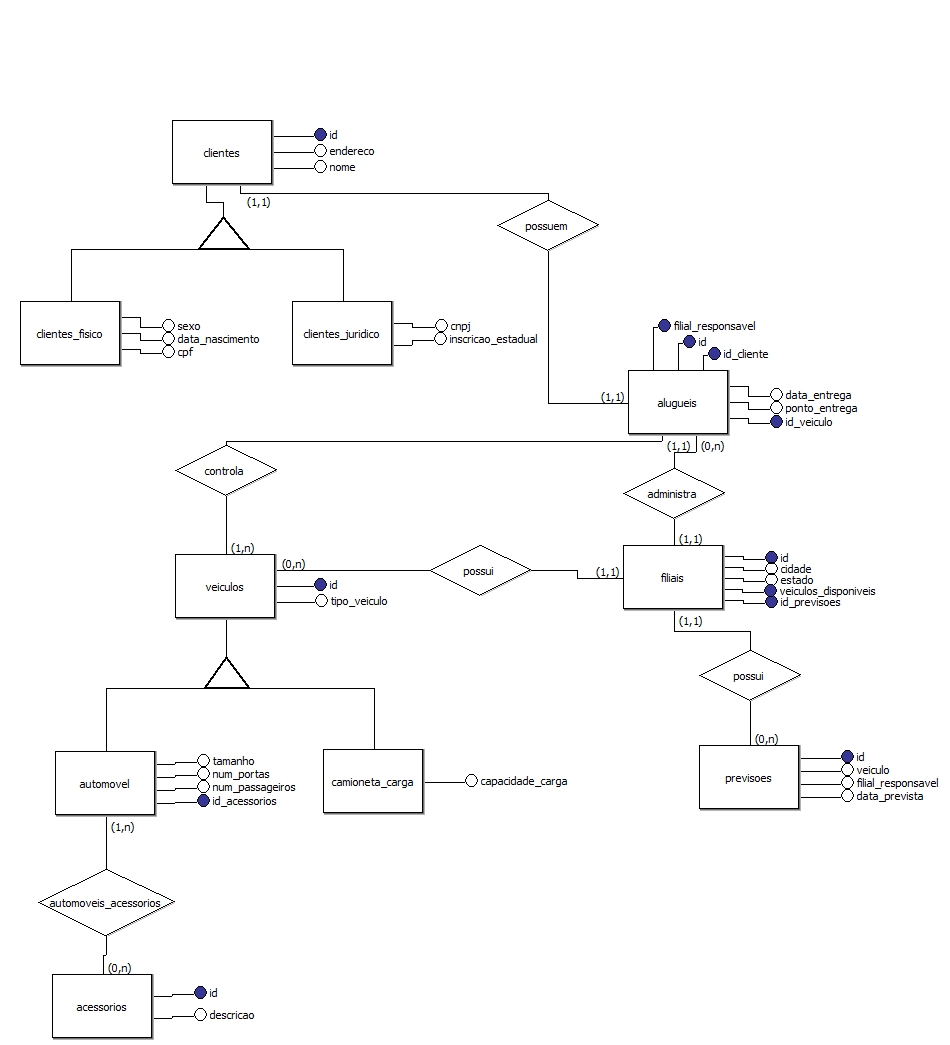 clientes
id
endereco
nome
(1,1)
possuem
clientes_fisico
sexo
data_nascimento
cpf
clientes_juridico
cnpj
inscricao_estadual
filial_responsavel
id
id_cliente
(1,1)
alugueis
data_entrega
ponto_entrega
id_veiculo
(1,1)
(0,n)
controla
administra
(1,n)
(0,n)
possui
(1,1)
(1,1)
veiculos
id
tipo_veiculo
filiais
id
cidade
estado
veiculos_disponiveis
id_previsoes
(1,1)
possui
(0,n)
automovel
tamanho
num_portas
num_passageiros
id_acessorios
camioneta_carga
capacidade_carga
previsoes
id
veiculo
filial_responsavel
data_prevista
(1,n)
automoveis_acessorios
(0,n)
acessorios
id
descricao